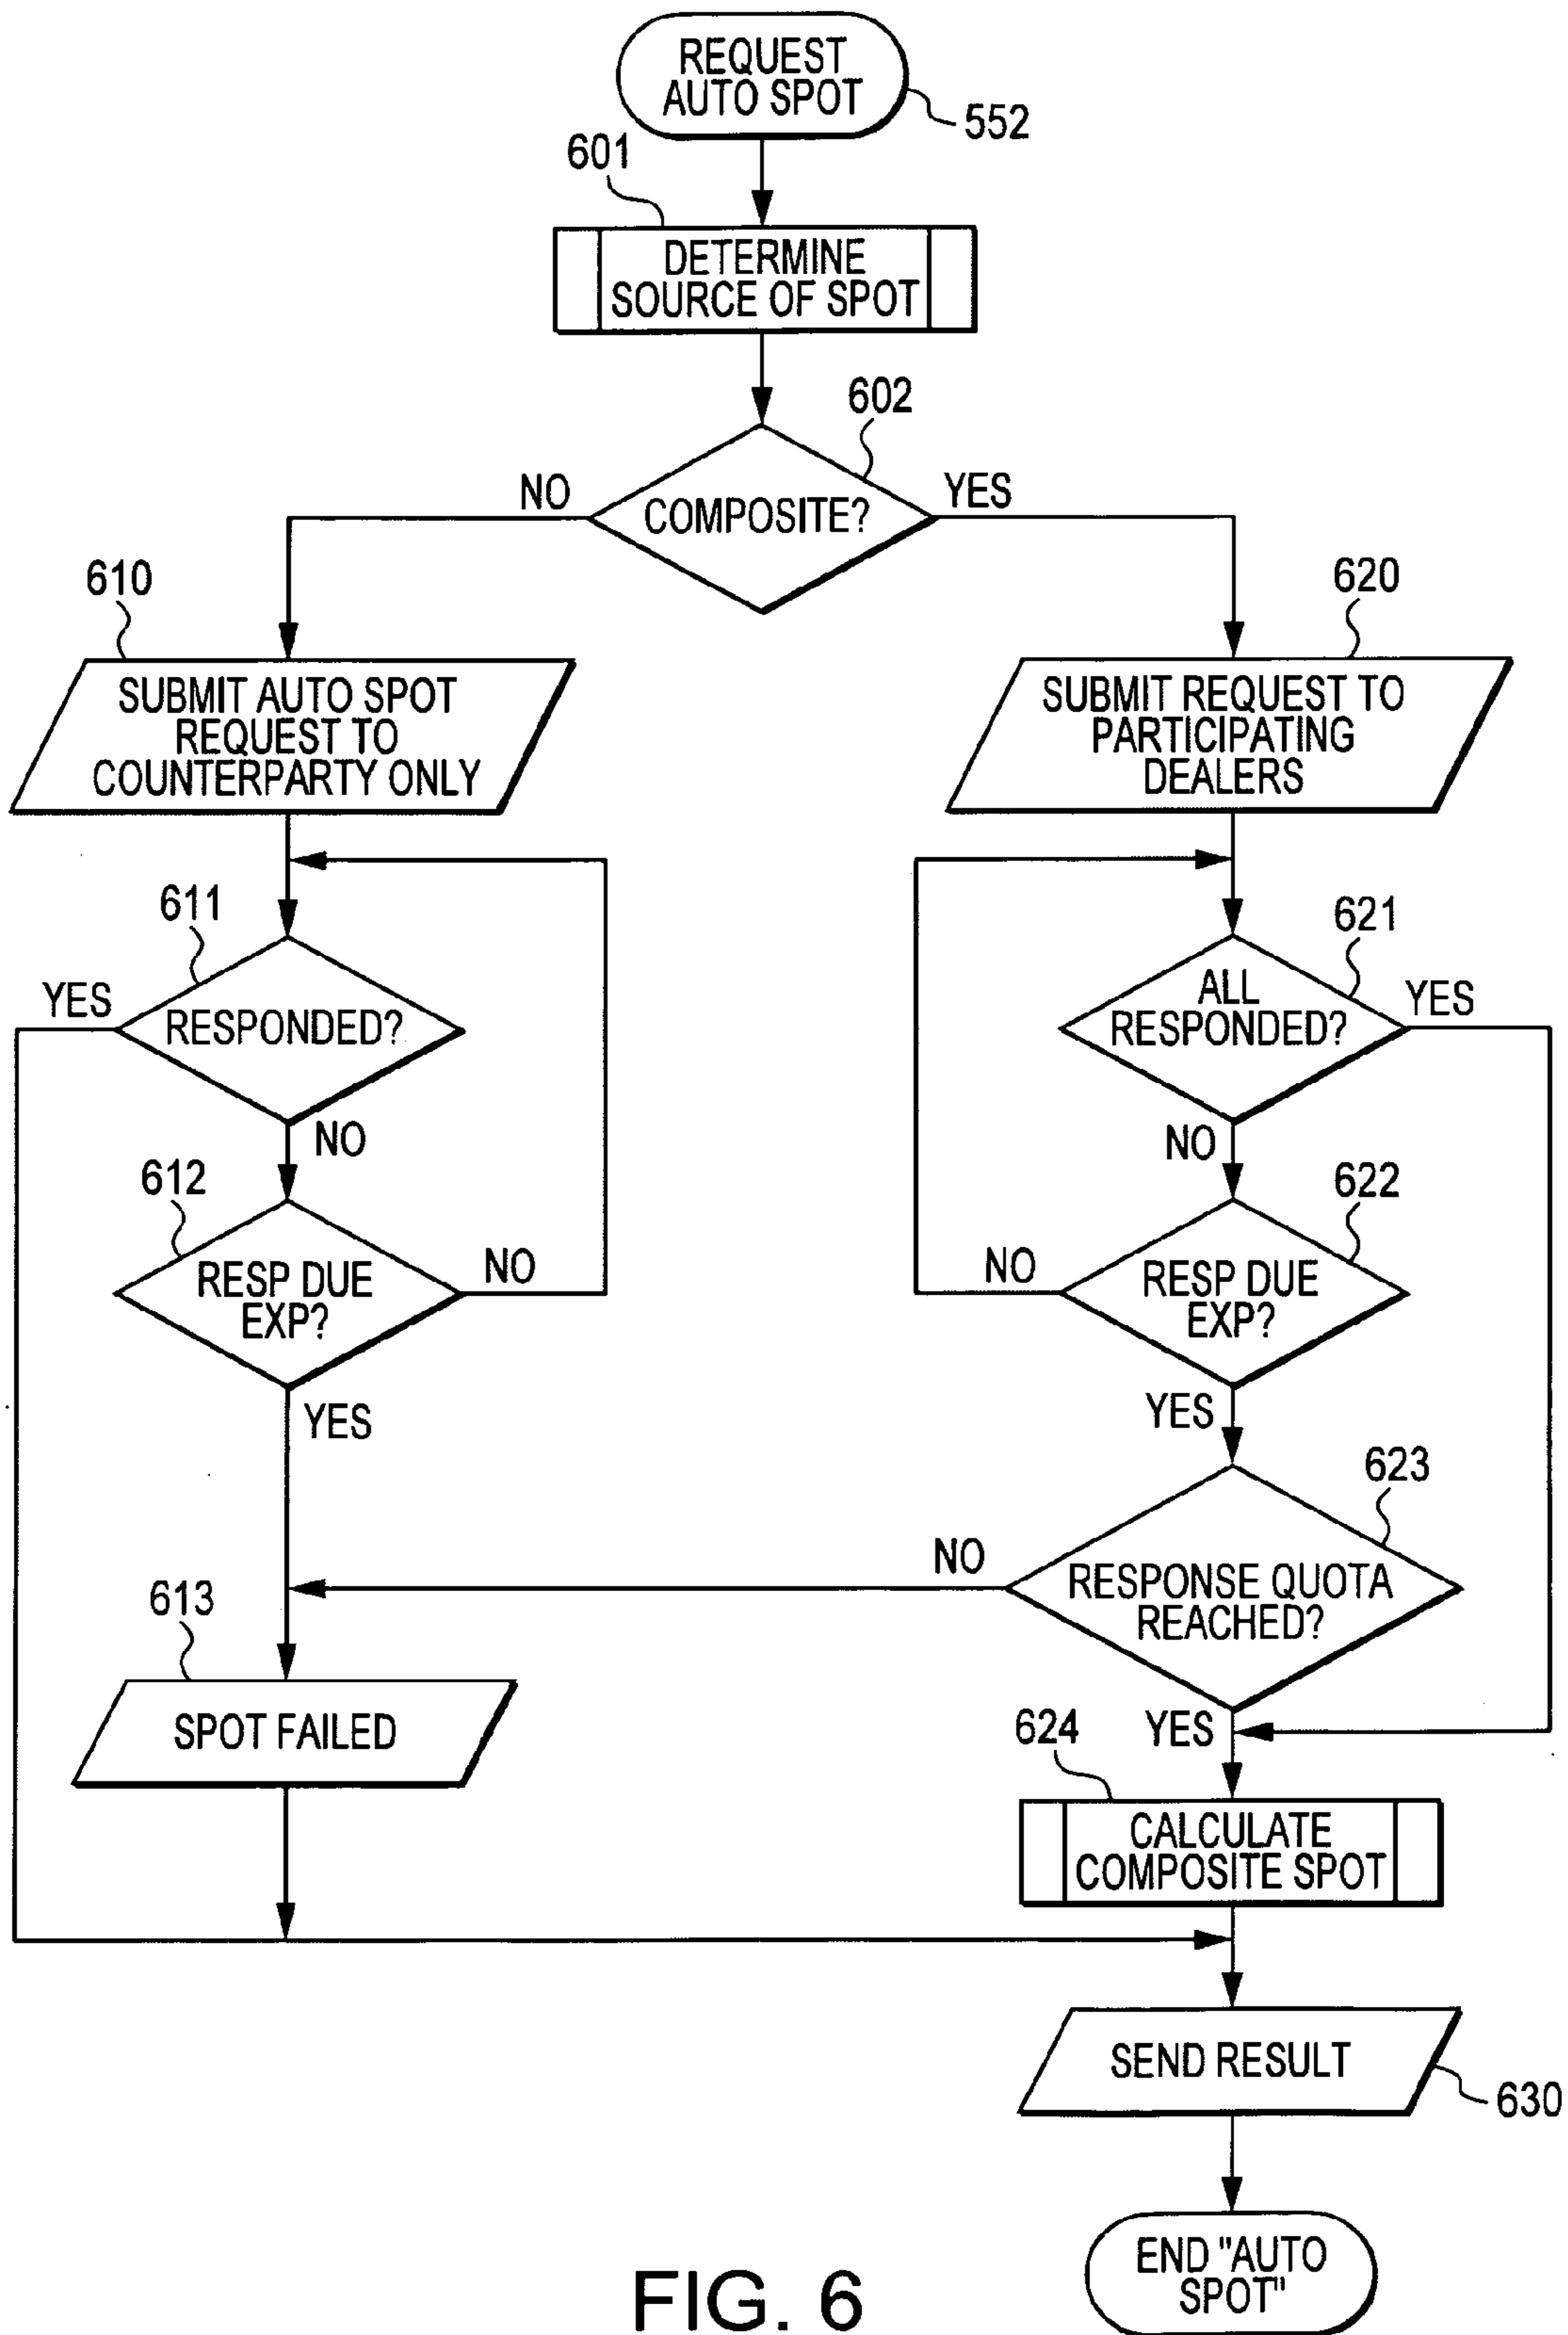 REQUEST
AUTO SPOT
552
601
DETERMINE
SOURCE OF SPOT
602
NO
COMPOSITE?
YES
610
620
SUBMIT AUTO SPOT
REQUEST TO
COUNTERPARTY ONLY
SUBMIT REQUEST TO
PARTICIPATING
DEALERS
611
621
YES
RESPONDED?
ALL
RESPONDED?
YES
NO
NO
612
622
RESP DUE
EXP?
NO
NO
RESP DUE
EXP?
YES
YES
623
NO
RESPONSE QUOTA
REACHED?
613
SPOT FAILED
YES
624
CALCULATE
COMPOSITE SPOT
SEND RESULT
630
END "AUTO
SPOT"
FIG. 6